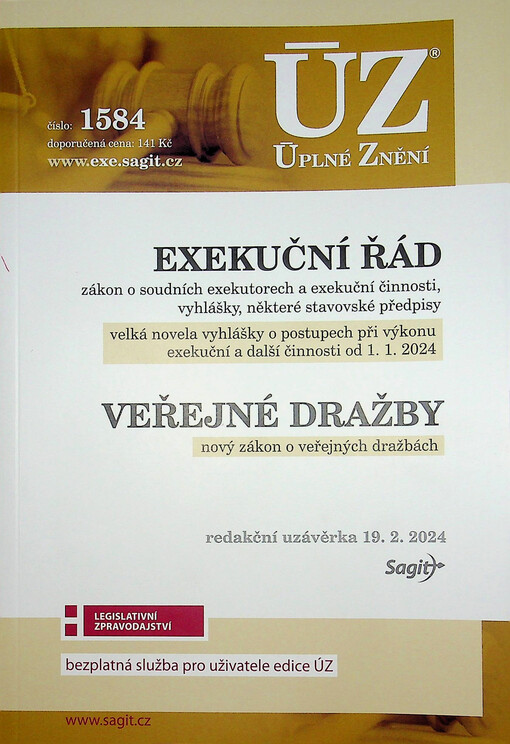 ÚZ®
číslo: 1584
doporučená cena: 141 Kč
www.exe.sagit.cz
ÚPLNÉ ZNĚNÍ
EXEKUČNÍ ŘÁD
zákon o soudních exekutorech a exekuční činnosti,
vyhlášky, některé stavovské předpisy
velká novela vyhlášky o postupech při výkonu
exekuční a další činnosti od 1. 1. 2024
VEŘEJNÉ DRAŽBY
nový zákon o veřejných dražbách
redakční uzávěrka 19. 2. 2024
Sagit
LEGISLATIVNÍ
ZPRAVODAJSTVÍ
bezplatná služba pro uživatele edice ÚZ
www.sagit.cz